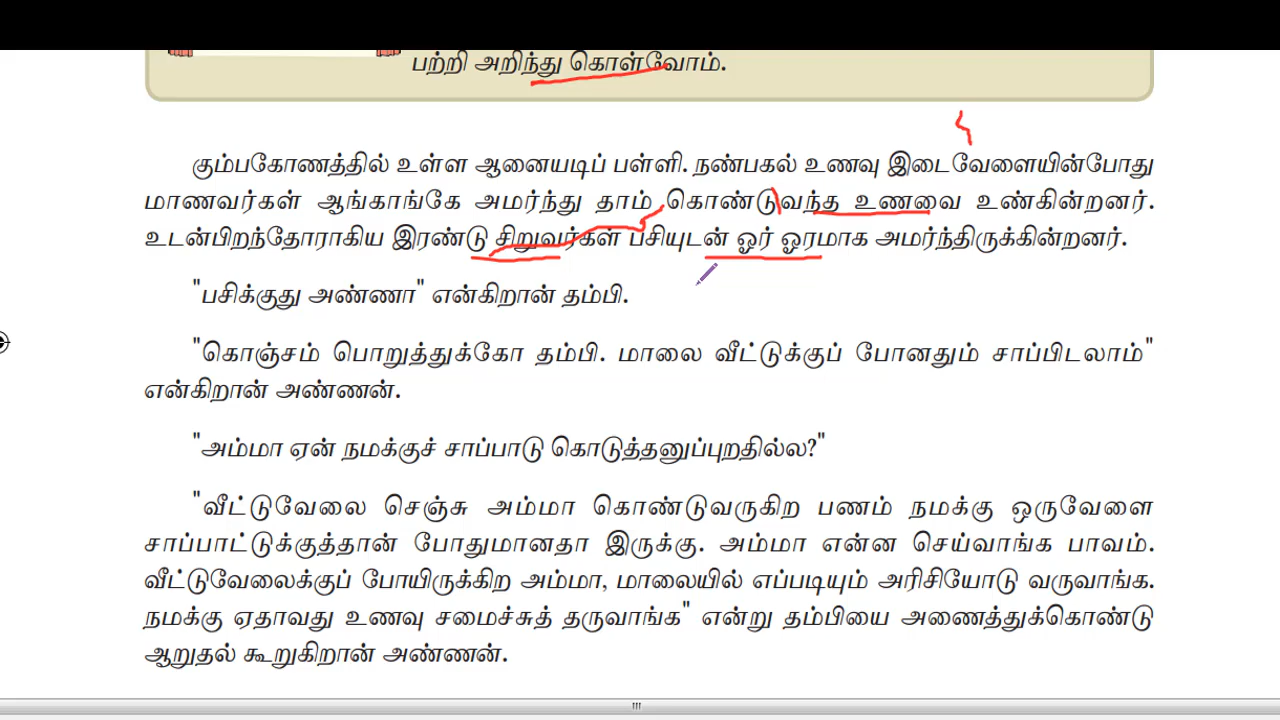 பற்றி அறிந்து கொள்வோம்.
கும்பகோணத்தில் உள்ள ஆனையடிப் பள்ளி. நண்பகல் உணவு இடைவேளையின்போது
மாணவர்கள் ஆங்காங்கே அமர்ந்து தாம் கொண்டுவந்த உணவை உண்கின்றனர்.
உடன்பிறந்தோராகிய இரண்டு சிறுவர்கள் பசியுடன் ஓர் ஓரமாக அமர்ந்திருக்கின்றனர்.
"பசிக்குது அண்ணா" என்கிறான் தம்பி.
"கொஞ்சம் பொறுத்துக்கோ தம்பி. மாலை வீட்டுக்குப் போனதும் சாப்பிடலாம்"
என்கிறான் அண்ணன்.
"அம்மா ஏன் நமக்குச் சாப்பாடு கொடுத்தனுப்புறதில்ல?"
"வீட்டுவேலை செஞ்சு அம்மா கொண்டுவருகிற பணம் நமக்கு ஒருவேளை
சாப்பாட்டுக்குத்தான் போதுமானதா இருக்கு. அம்மா என்ன செய்வாங்க பாவம்.
வீட்டுவேலைக்குப் போயிருக்கிற அம்மா, மாலையில் எப்படியும் அரிசியோடு வருவாங்க.
நமக்கு ஏதாவது உணவு சமைச்சுத் தருவாங்க" என்று தம்பியை அணைத்துக்கொண்டு
ஆறுதல் கூறுகிறான் அண்ணன்.